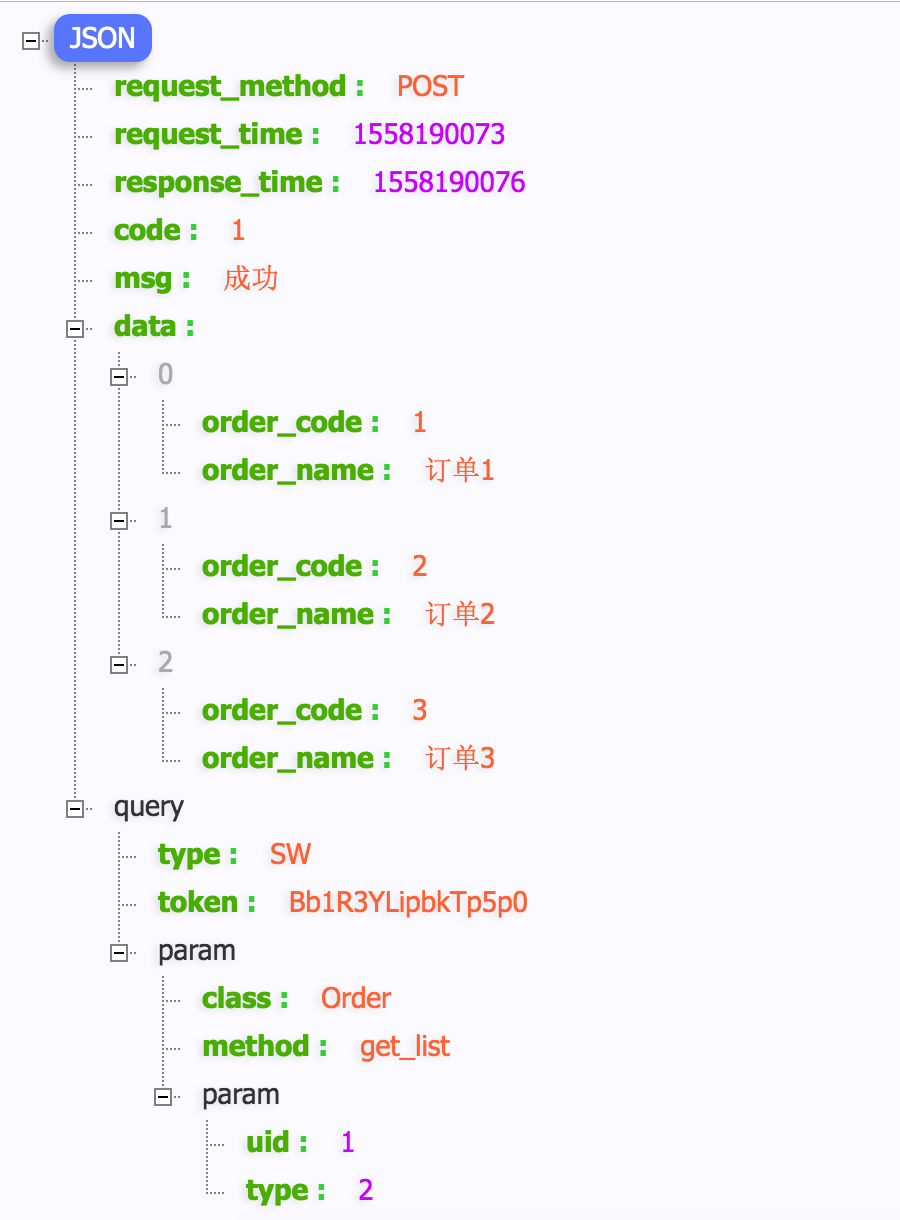 JSON
request_method : POST
request_time : 1558190073
response_time : 1558190076
code : 1
msg : 成功
data :
0
order_code : 1
order_name : 订单1
1
order_code : 2
order_name : 订单2
2
order_code : 3
order_name : 订单3
query
type : SW
token : Bb1R3YLipbkTp5p0
param
class : Order
method : get_list
param
uid : 1
type : 2